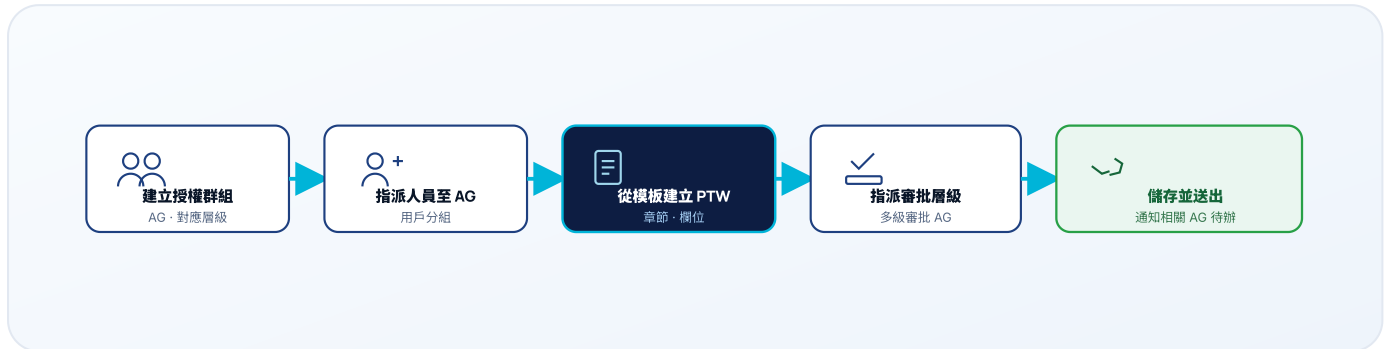 建立授權群組
AG · 對應層級
指派人員至 AG
用戶分組
從模板建立 PTW
章節 · 欄位
指派審批層級
多級審批 AG
儲存並送出
通知相關 AG 待辦